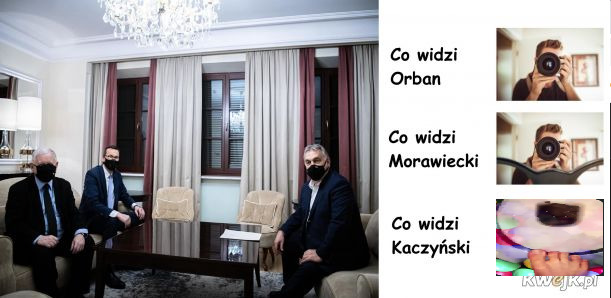 Co widzi
Orban
Co widzi
Morawiecki
Co widzi
Kaczyński
KWejk.pl